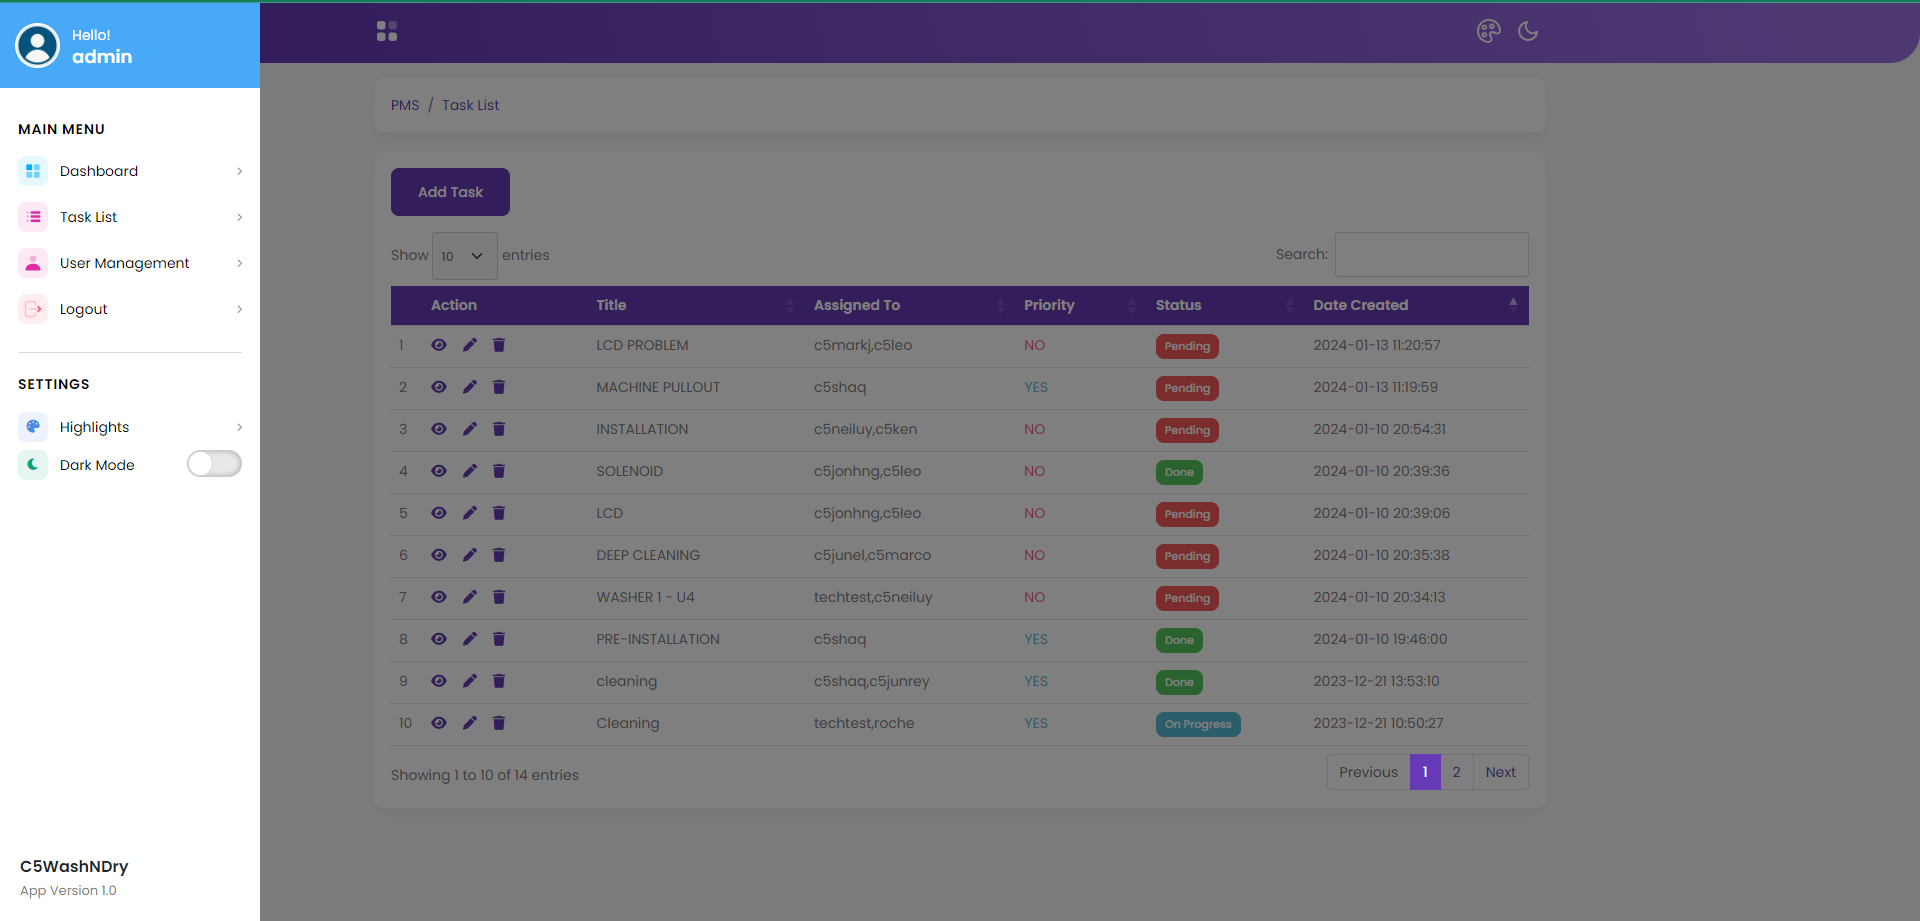 Hello!
admin
MAIN MENU
Dashboard
Task List
User Management
Logout
SETTINGS
Highlights
Dark Mode
C5WashNDry
App Version 1.0
PMS / Task List
Add Task
Show 10 entries
Search:
Action Title Assigned To Priority Status Date Created
1 LCD PROBLEM c5markj,c5leo NO Pending 2024-01-13 11:20:57
2 MACHINE PULLOUT c5shaq YES Pending 2024-01-13 11:19:59
3 INSTALLATION c5neiluy,c5ken NO Pending 2024-01-10 20:54:31
4 SOLENOID c5jonhng,c5leo NO Done 2024-01-10 20:39:36
5 LCD c5jonhng,c5leo NO Pending 2024-01-10 20:39:06
6 DEEP CLEANING c5junel,c5marco NO Pending 2024-01-10 20:35:38
7 WASHER 1 - U4 techtest,c5neiluy NO Pending 2024-01-10 20:34:13
8 PRE-INSTALLATION c5shaq YES Done 2024-01-10 19:46:00
9 cleaning c5shaq,c5junrey YES Done 2023-12-21 13:53:10
10 Cleaning techtest,roche YES On Progress 2023-12-21 10:50:27
Showing 1 to 10 of 14 entries
Previous 1 2 Next